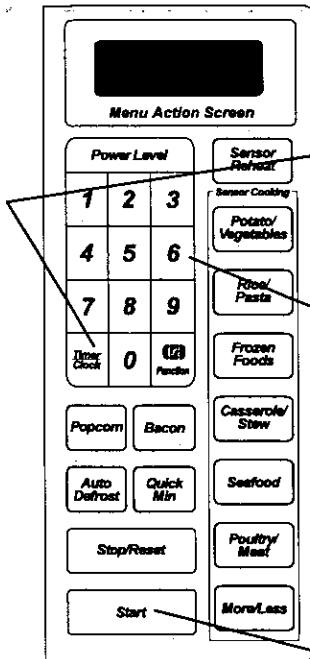 Menu Action Screen
Power Level
1 2 3
4 5 6
7 8 9
Timer
Clock
0
Function
Popcorn
Bacon
Auto
Defrost
Quick
Min
Stop/Reset
Start
Sensor
Reheat
Sensor Cooking
Potato/
Vegetables
Rice/
Pasta
Frozen
Foods
Casserole/
Stew
Seafood
Poultry/
Meat
More/Less